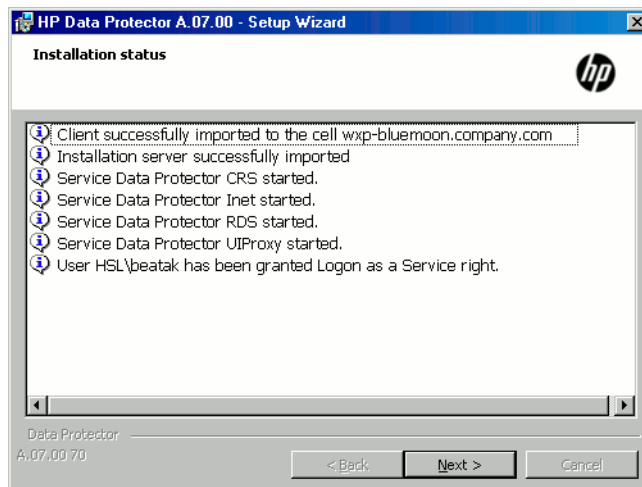 HP Data Protector A.07.00 - Setup Wizard
Installation status
hp
Client successfully imported to the cell wxp-bluemoon.company.com
Installation server successfully imported
Service Data Protector CRS started.
Service Data Protector Inet started.
Service Data Protector RDS started.
Service Data Protector UIProxy started.
User HSL\beatak has been granted Logon as a Service right.
Data Protector
A.07.00 70
< Back
Next >
Cancel